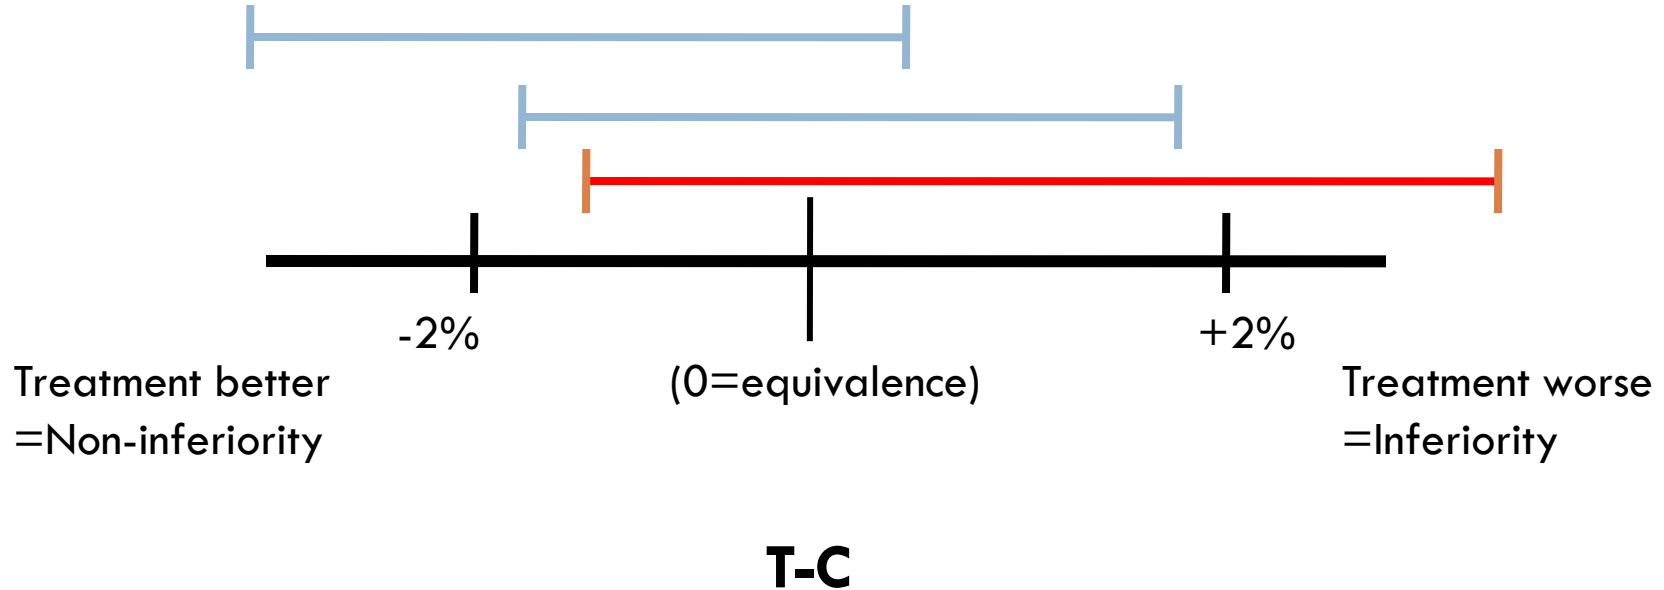 -2%
+2%
Treatment better
=Non-inferiority
(0=equivalence)
Treatment worse
=Inferiority
T-C